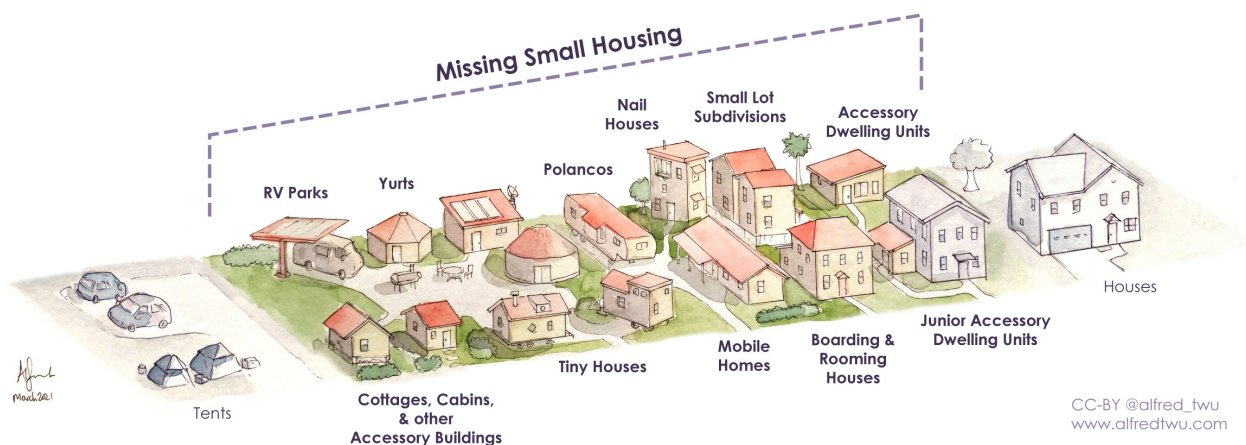 Missing Small Housing
RV Parks
Yurts
Polancos
Nail
Houses
Small Lot
Subdivisions
Accessory
Dwelling Units
Tents
Cottages, Cabins,
& other
Accessory Buildings
Tiny Houses
Mobile
Homes
Boarding &
Rooming
Houses
Junior Accessory
Dwelling Units
Houses
March 2021
CC-BY @alfred_twu
www.alfredtwu.com